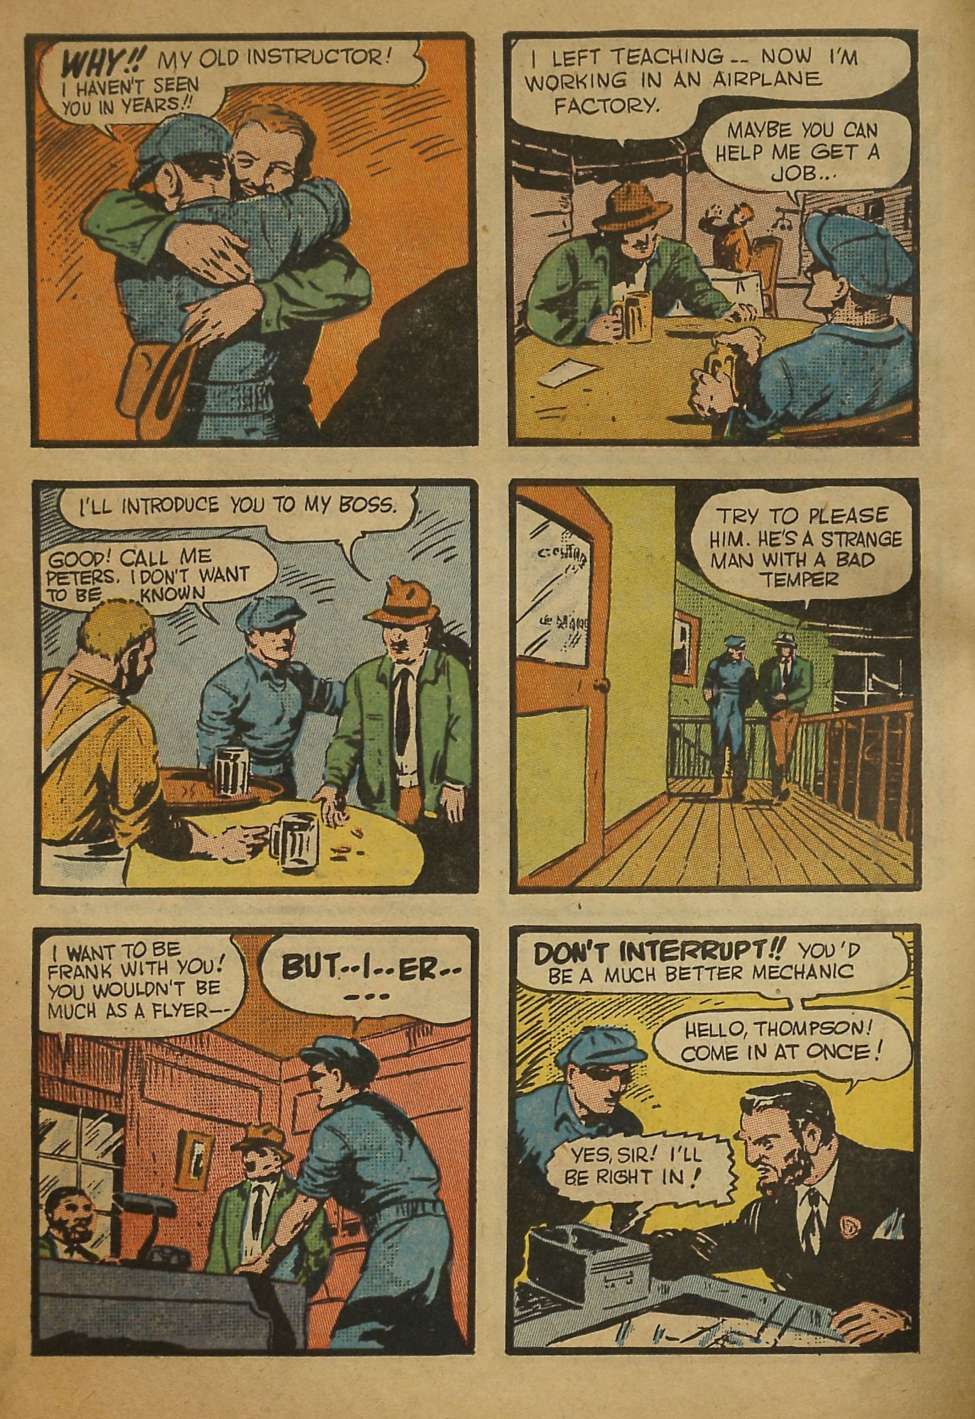 WHY!! MY OLD INSTRUCTOR!
I HAVEN'T SEEN
YOU IN YEARS!!
I LEFT TEACHING -- NOW I'M
WORKING IN AN AIRPLANE
FACTORY.
MAYBE YOU CAN
HELP ME GET A
JOB...
I'LL INTRODUCE YOU TO MY BOSS.
GOOD! CALL ME
PETERS. I DON'T WANT
TO BE ... KNOWN
TRY TO PLEASE
HIM. HE'S A STRANGE
MAN WITH A BAD
TEMPER
I WANT TO BE
FRANK WITH YOU!
YOU WOULDN'T BE
MUCH AS A FLYER--
BUT--I--ER--
---
DON'T INTERRUPT!! YOU'D
BE A MUCH BETTER MECHANIC
HELLO, THOMPSON!
COME IN AT ONCE!
YES, SIR! I'LL
BE RIGHT IN!